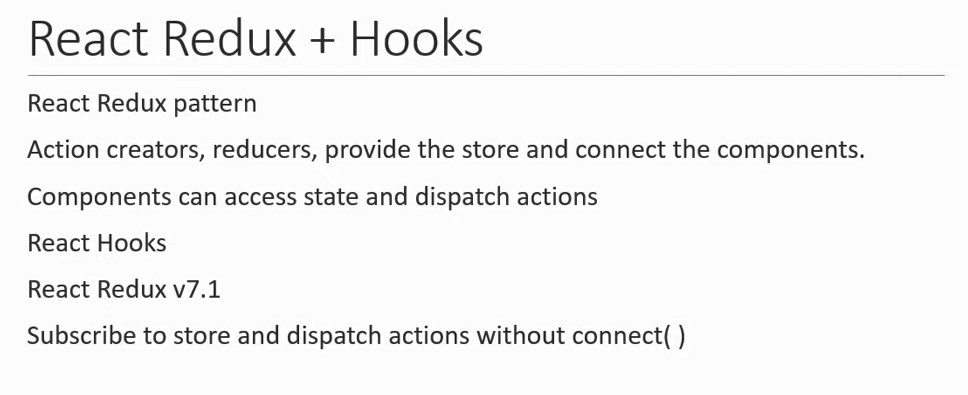 React Redux + Hooks
React Redux pattern
Action creators, reducers, provide the store and connect the components.
Components can access state and dispatch actions
React Hooks
React Redux v7.1
Subscribe to store and dispatch actions without connect( )